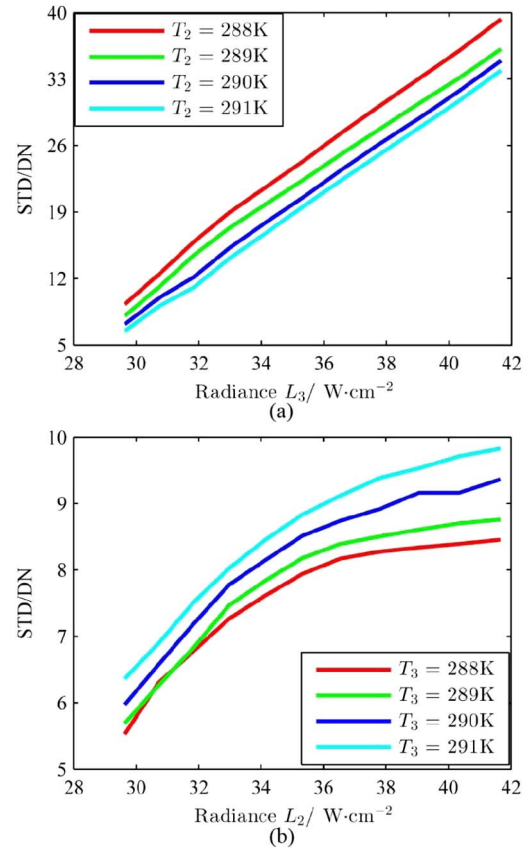 40
33
26
19
12
5
STD/DN
T₂ = 288K
T₂ = 289K
T₂ = 290K
T₂ = 291K
28 30 32 34 36 38 40 42
Radiance L₃/ W·cm⁻²
(a)
10
9
8
7
6
5
STD/DN
T₃ = 288K
T₃ = 289K
T₃ = 290K
T₃ = 291K
28 30 32 34 36 38 40 42
Radiance L₂/ W·cm⁻²
(b)